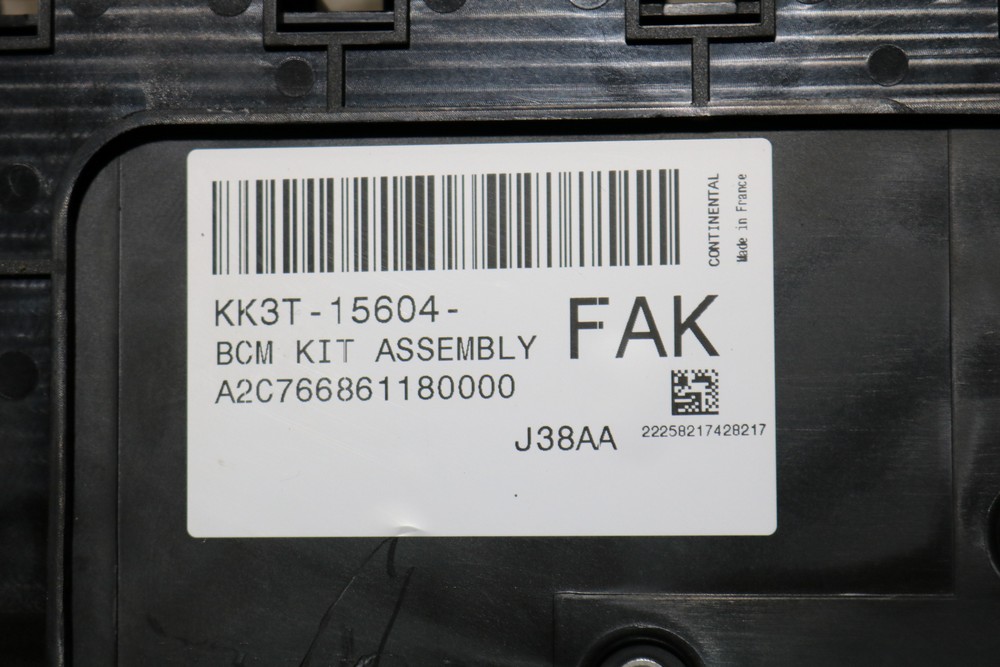 KK3T-15604-
FAK
BCM KIT ASSEMBLY
A2C766861180000
J38AA
22258217428217
CONTINENTAL
Made in France